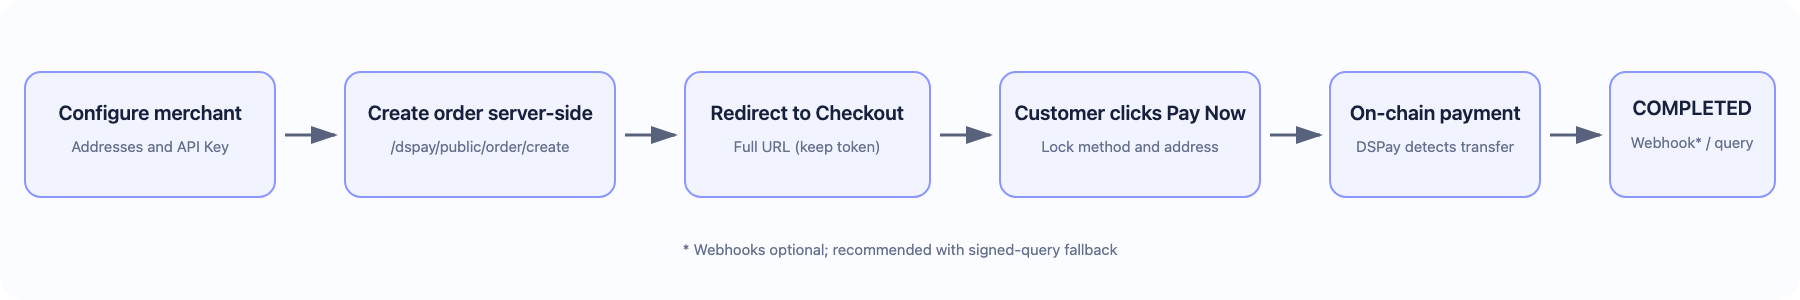 Configure merchant
Addresses and API Key
Create order server-side
/dspay/public/order/create
Redirect to Checkout
Full URL (keep token)
Customer clicks Pay Now
Lock method and address
On-chain payment
DSPay detects transfer
COMPLETED
Webhook* / query
* Webhooks optional; recommended with signed-query fallback